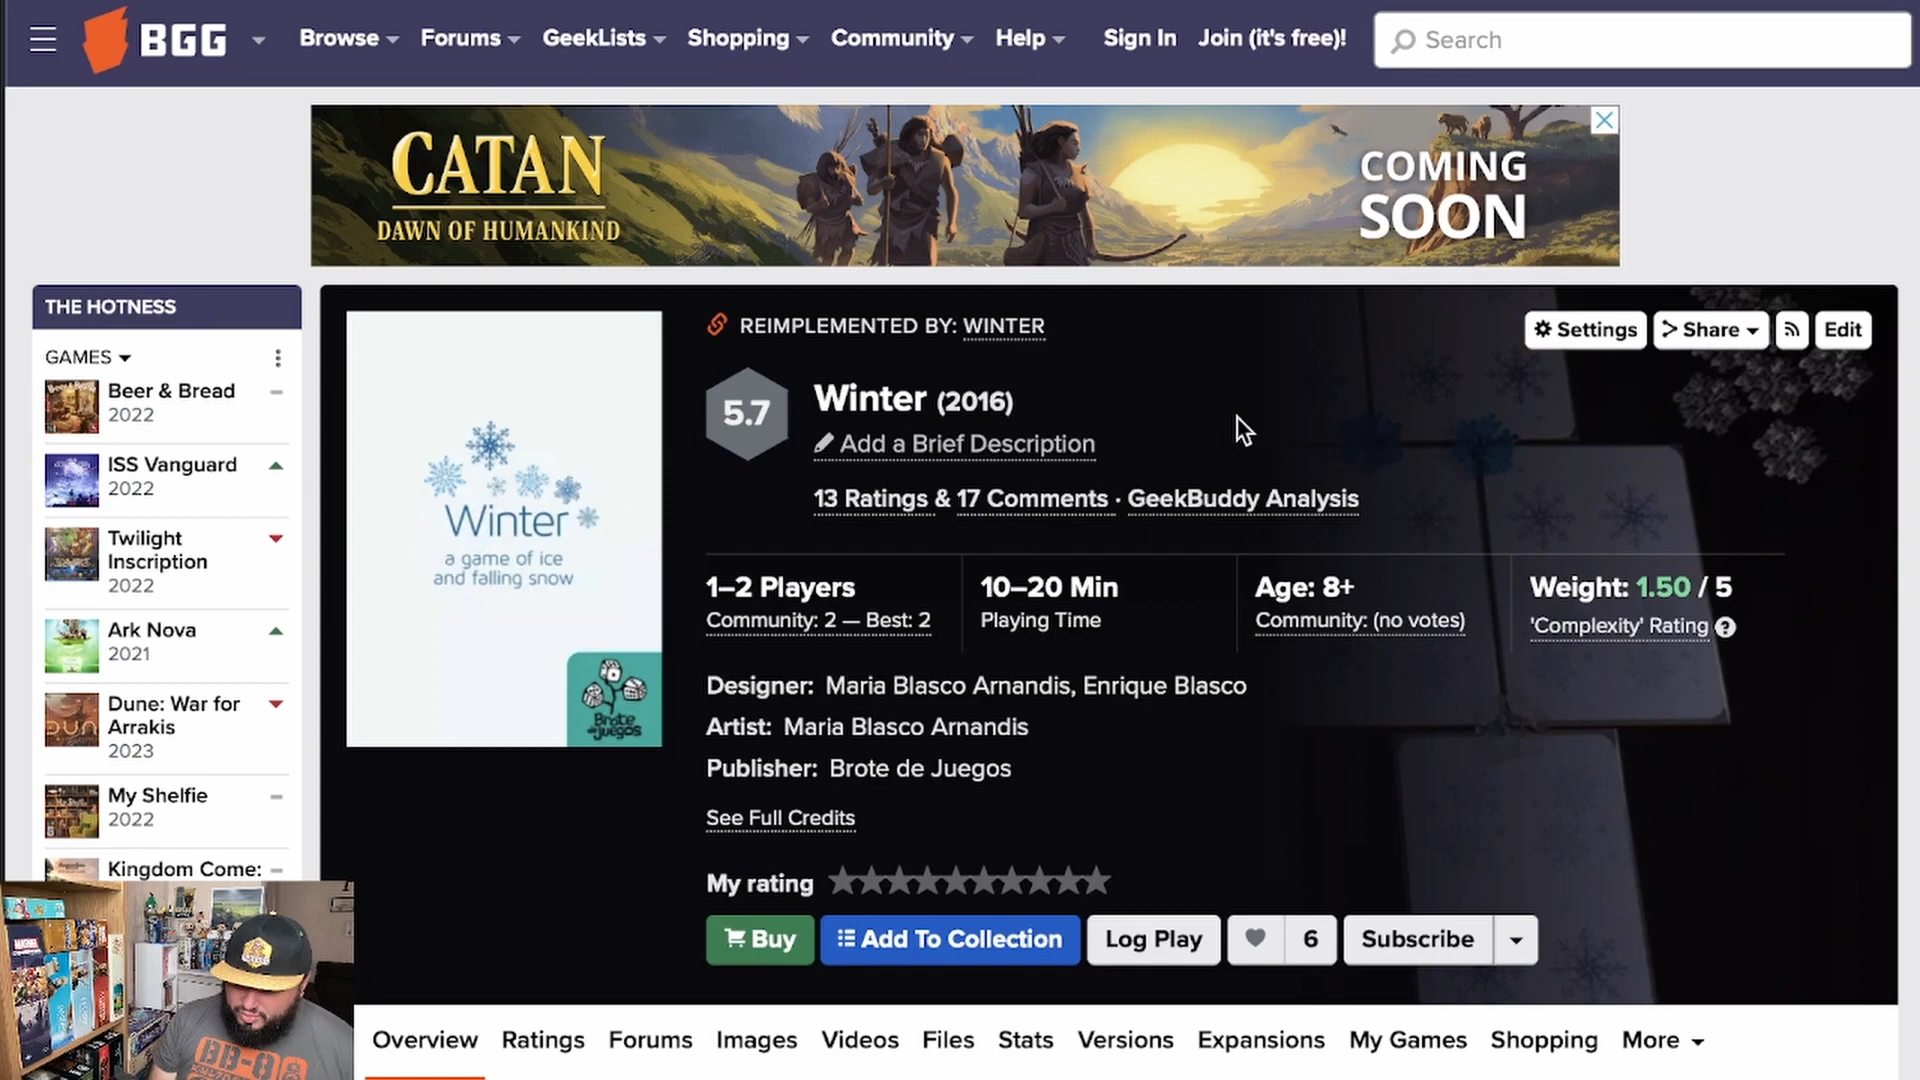 BGG
Browse
Forums
GeekLists
Shopping
Community
Help
Sign In
Join (it's free)!
Search
CATAN
DAWN OF HUMANKIND
COMING
SOON
THE HOTNESS
GAMES
Beer & Bread
2022
ISS Vanguard
2022
Twilight
Inscription
2022
Ark Nova
2021
Dune: War for
Arrakis
2023
My Shelfie
2022
Kingdom Come:
Winter
a game of ice
and falling snow
Brote
de juegos
REIMPLEMENTED BY: WINTER
Settings
Share
Edit
5.7
Winter (2016)
Add a Brief Description
13 Ratings & 17 Comments · GeekBuddy Analysis
1–2 Players
Community: 2 — Best: 2
10–20 Min
Playing Time
Age: 8+
Community: (no votes)
Weight: 1.50 / 5
'Complexity' Rating ?
Designer: Maria Blasco Arnandis, Enrique Blasco
Artist: Maria Blasco Arnandis
Publisher: Brote de Juegos
See Full Credits
My rating
Buy
Add To Collection
Log Play
6
Subscribe
Overview
Ratings
Forums
Images
Videos
Files
Stats
Versions
Expansions
My Games
Shopping
More
MARVEL
BB-8